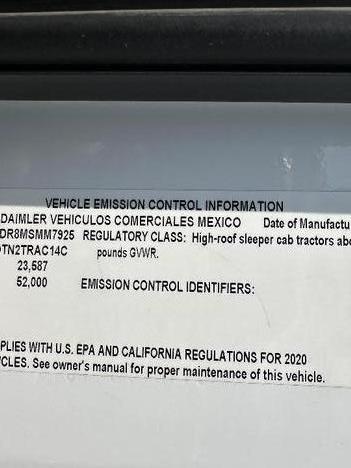 VEHICLE EMISSION CONTROL INFORMATION
DAIMLER VEHICULOS COMERCIALES MEXICO Date of Manufactu
DR8MSMM7925 REGULATORY CLASS: High-roof sleeper cab tractors abo
OTN2TRAC14C pounds GVWR.
23,587
52,000 EMISSION CONTROL IDENTIFIERS:
PLIES WITH U.S. EPA AND CALIFORNIA REGULATIONS FOR 2020
ICLES. See owner's manual for proper maintenance of this vehicle.